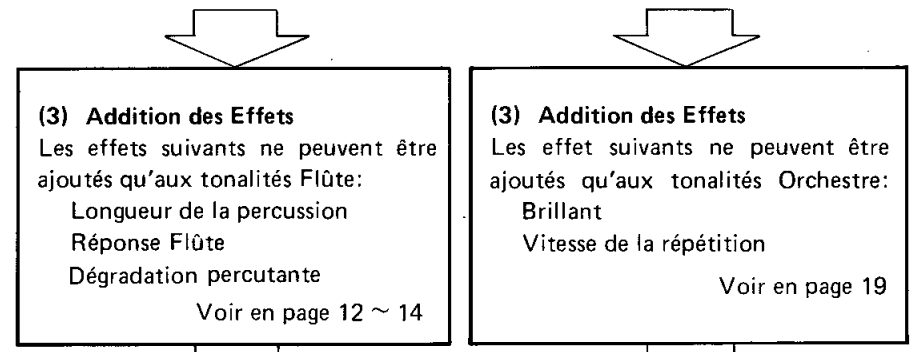 (3) Addition des Effets
Les effets suivants ne peuvent être
ajoutés qu'aux tonalités Flûte:
Longueur de la percussion
Réponse Flûte
Dégradation percutante
Voir en page 12 ~ 14
(3) Addition des Effets
Les effet suivants ne peuvent être
ajoutés qu'aux tonalités Orchestre:
Brillant
Vitesse de la répétition
Voir en page 19